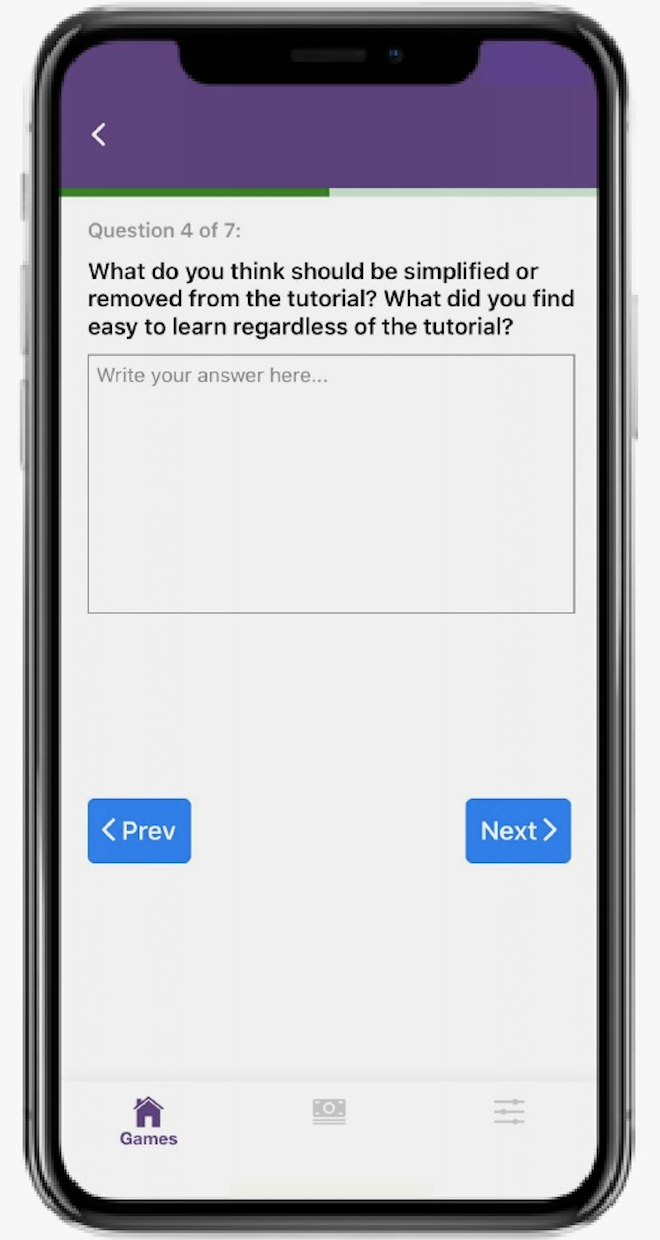 Question 4 of 7:
What do you think should be simplified or
removed from the tutorial? What did you find
easy to learn regardless of the tutorial?
Write your answer here...
Prev
Next
Games